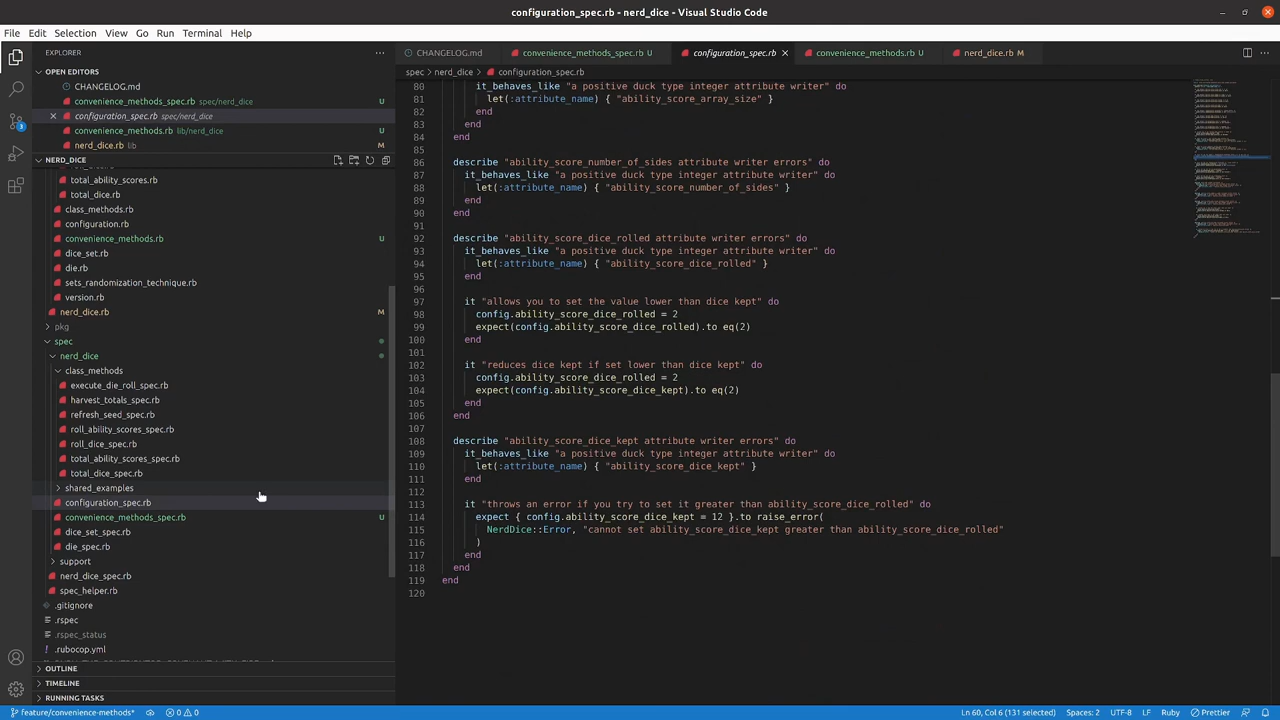 configuration_spec.rb - nerd_dice - Visual Studio Code
File Edit Selection View Go Run Terminal Help
EXPLORER
OPEN EDITORS
CHANGELOG.md
convenience_methods_spec.rb spec/nerd_dice U
configuration_spec.rb spec/nerd_dice
convenience_methods.rb lib/nerd_dice U
nerd_dice.rb lib M
NERD_DICE
total_ability_scores.rb
total_dice.rb
class_methods.rb
configuration.rb
convenience_methods.rb U
dice_set.rb
die.rb
sets_randomization_technique.rb
version.rb
nerd_dice.rb M
pkg
spec
nerd_dice
class_methods
execute_die_roll_spec.rb
harvest_totals_spec.rb
refresh_seed_spec.rb
roll_ability_scores_spec.rb
roll_dice_spec.rb
total_ability_scores_spec.rb
total_dice_spec.rb
shared_examples
configuration_spec.rb
convenience_methods_spec.rb U
dice_set_spec.rb
die_spec.rb
support
nerd_dice_spec.rb
spec_helper.rb
.gitignore
.rspec
.rspec_status
.rubocop.yml
OUTLINE
TIMELINE
RUNNING TASKS
CHANGELOG.md convenience_methods_spec.rb U configuration_spec.rb convenience_methods.rb U nerd_dice.rb M
spec nerd_dice configuration_spec.rb
80 it_behaves_like "a positive duck type integer attribute writer" do
81 let(:attribute_name) { "ability_score_array_size" }
82 end
83 end
84 end
85
86 describe "ability_score_number_of_sides attribute writer errors" do
87 it_behaves_like "a positive duck type integer attribute writer" do
88 let(:attribute_name) { "ability_score_number_of_sides" }
89 end
90 end
91
92 describe "ability_score_dice_rolled attribute writer errors" do
93 it_behaves_like "a positive duck type integer attribute writer" do
94 let(:attribute_name) { "ability_score_dice_rolled" }
95 end
96
97 it "allows you to set the value lower than dice kept" do
98 config.ability_score_dice_rolled = 2
99 expect(config.ability_score_dice_rolled).to eq(2)
100 end
101
102 it "reduces dice kept if set lower than dice kept" do
103 config.ability_score_dice_rolled = 2
104 expect(config.ability_score_dice_kept).to eq(2)
105 end
106 end
107
108 describe "ability_score_dice_kept attribute writer errors" do
109 it_behaves_like "a positive duck type integer attribute writer" do
110 let(:attribute_name) { "ability_score_dice_kept" }
111 end
112
113 it "throws an error if you try to set it greater than ability_score_dice_rolled" do
114 expect { config.ability_score_dice_kept = 12 }.to raise_error(
115 NerdDice::Error, "cannot set ability_score_dice_kept greater than ability_score_dice_rolled"
116 )
117 end
118 end
119 end
120
3
feature/convenience-methods* 0 0 Ln 60, Col 6 (131 selected) Spaces: 2 UTF-8 LF Ruby Prettier